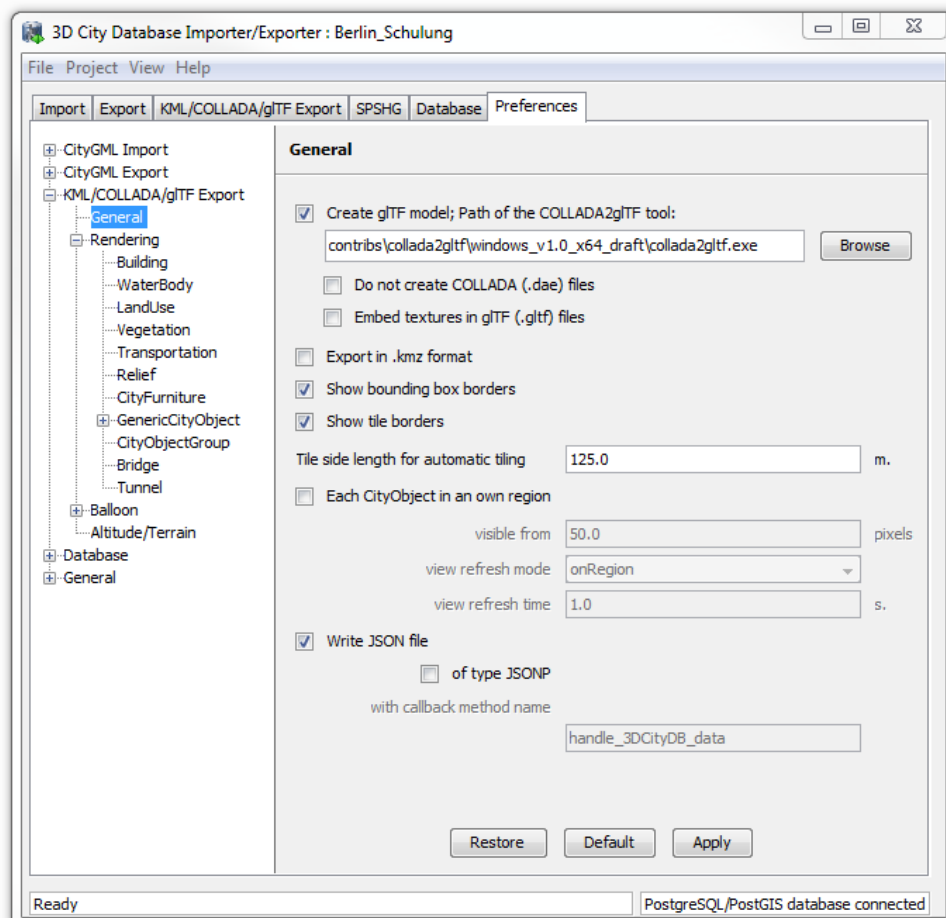 3D City Database Importer/Exporter : Berlin_Schulung
File Project View Help
Import Export KML/COLLADA/glTF Export SPSHG Database Preferences
CityGML Import
CityGML Export
KML/COLLADA/glTF Export
General
Rendering
Building
WaterBody
LandUse
Vegetation
Transportation
Relief
CityFurniture
GenericCityObject
CityObjectGroup
Bridge
Tunnel
Balloon
Altitude/Terrain
Database
General
General
Create glTF model; Path of the COLLADA2glTF tool:
contribs\collada2gltf\windows_v1.0_x64_draft\collada2gltf.exe Browse
Do not create COLLADA (.dae) files
Embed textures in glTF (.gltf) files
Export in .kmz format
Show bounding box borders
Show tile borders
Tile side length for automatic tiling 125.0 m.
Each CityObject in an own region
visible from 50.0 pixels
view refresh mode onRegion
view refresh time 1.0 s.
Write JSON file
of type JSONP
with callback method name
handle_3DCityDB_data
Restore Default Apply
Ready PostgreSQL/PostGIS database connected